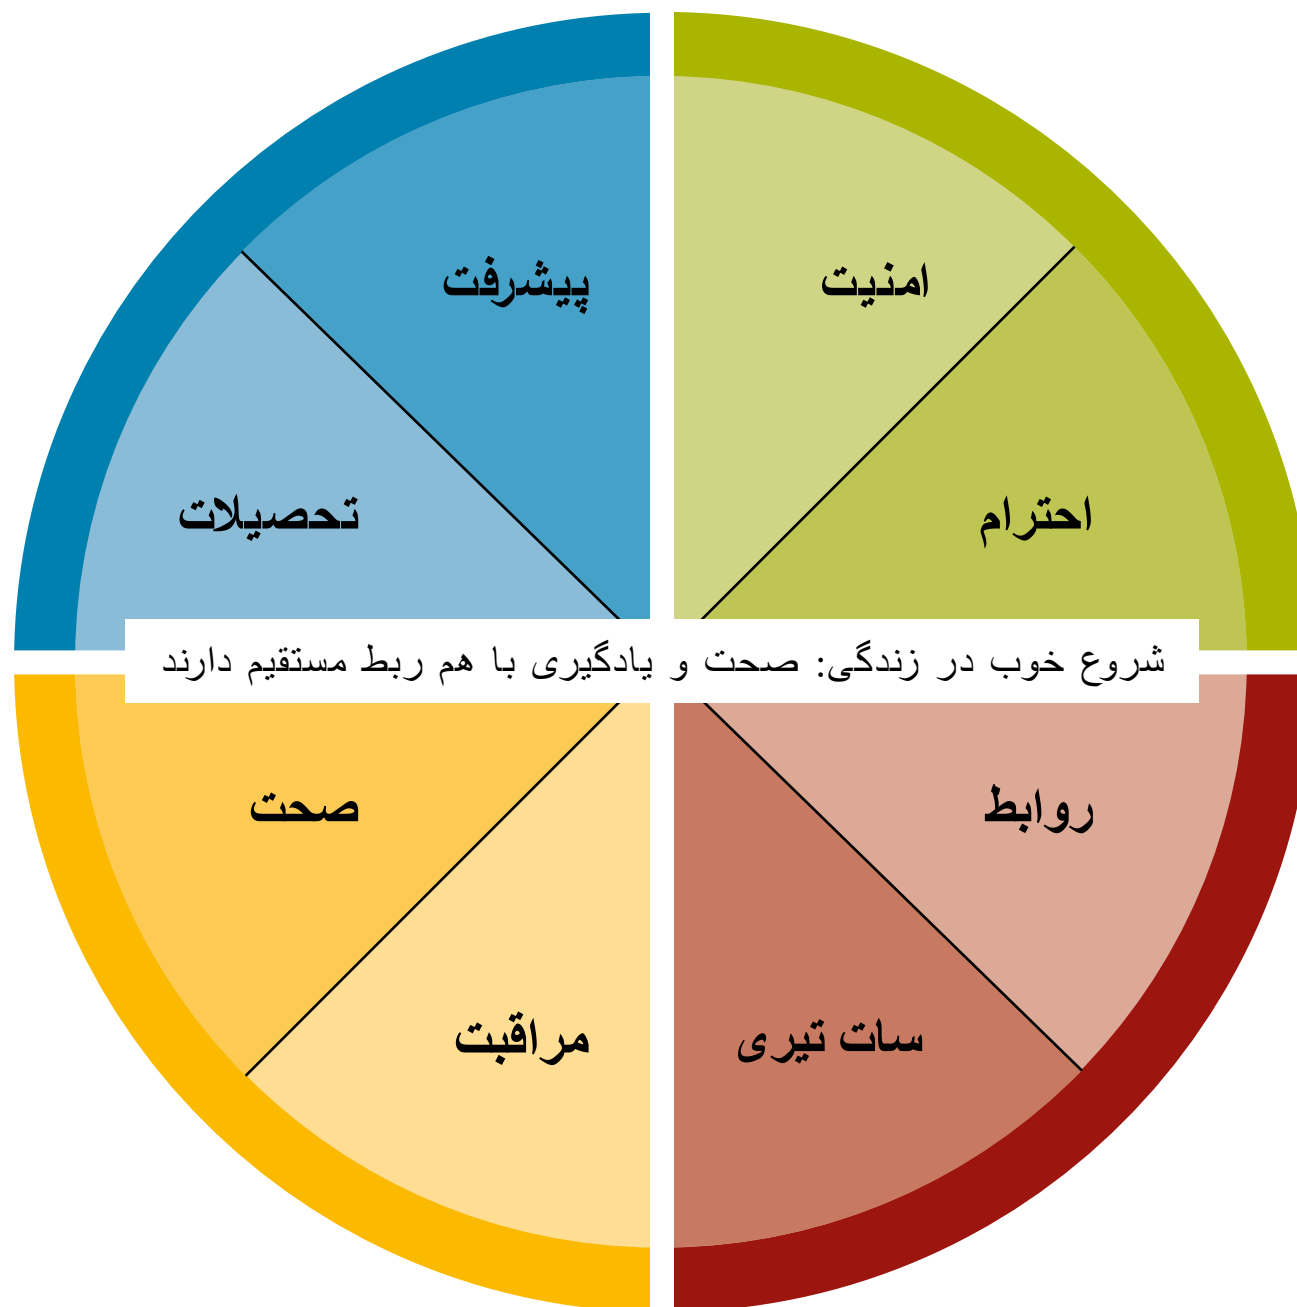 امنیت
پیشرفت
احترام
تحصیلات
شروع خوب در زندگی: صحت و یادگیری با هم ربط مستقیم دارند
روابط
صحت
سات تیری
مراقبت